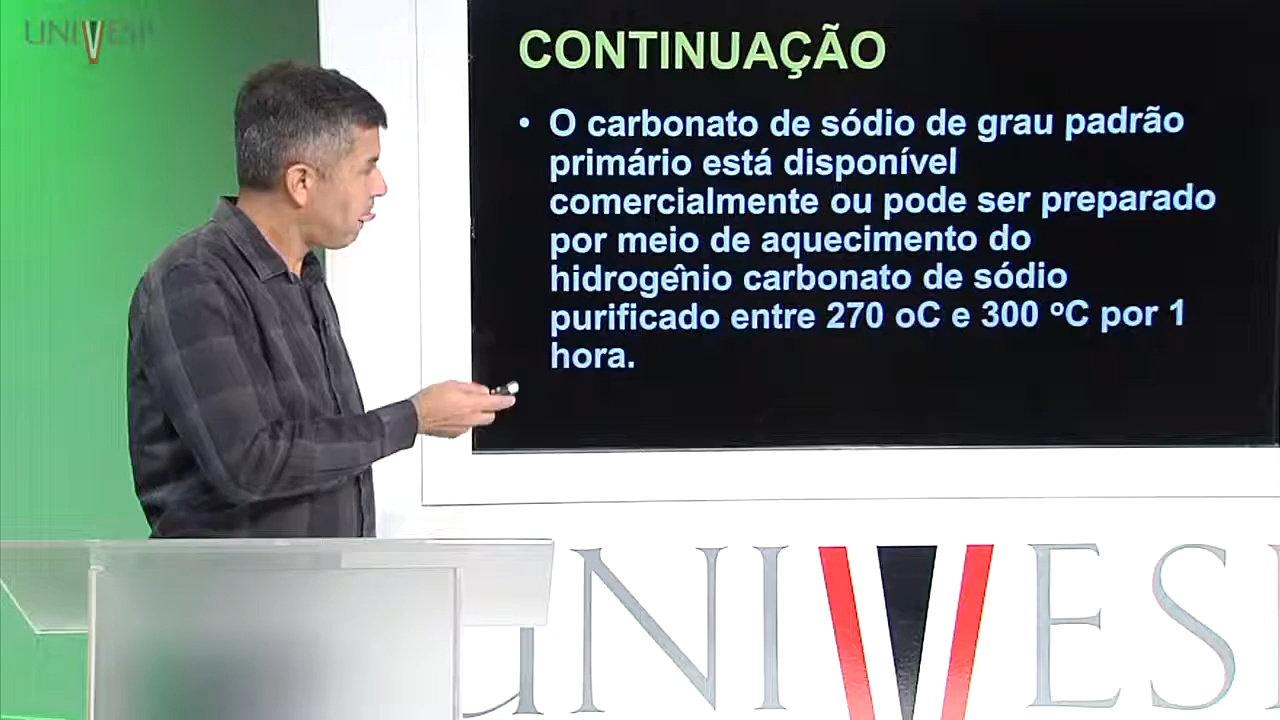 UNIVESP
CONTINUAÇÃO
• O carbonato de sódio de grau padrão
primário está disponível
comercialmente ou pode ser preparado
por meio de aquecimento do
hidrogênio carbonato de sódio
purificado entre 270 oC e 300 ºC por 1
hora.
UNIVESP